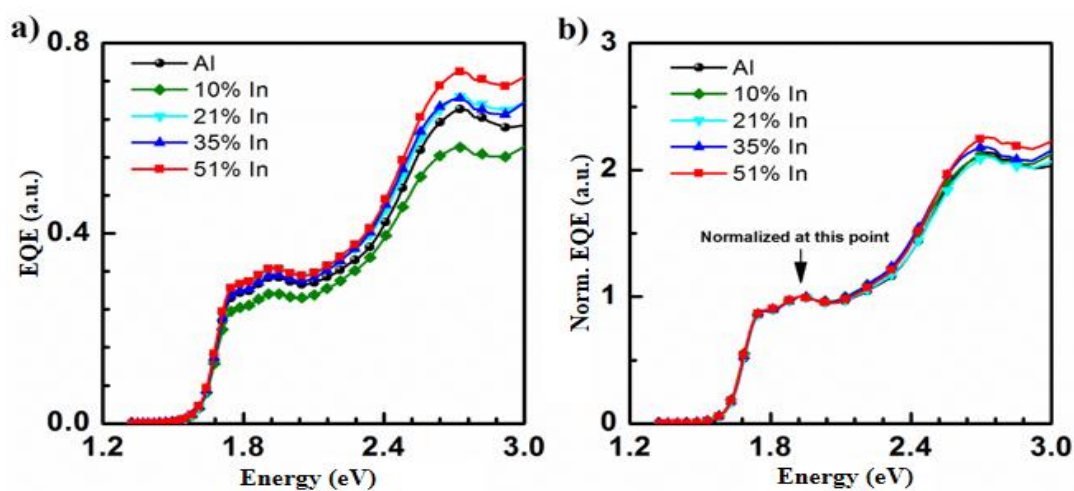 a)
0.8
Al
10% In
21% In
35% In
51% In
EQE (a.u.)
0.4
0.0
1.2 1.8 2.4 3.0
Energy (eV)
b)
3
Al
10% In
21% In
35% In
51% In
Norm. EQE (a.u.)
2
Normalized at this point
1
0
1.2 1.8 2.4 3.0
Energy (eV)